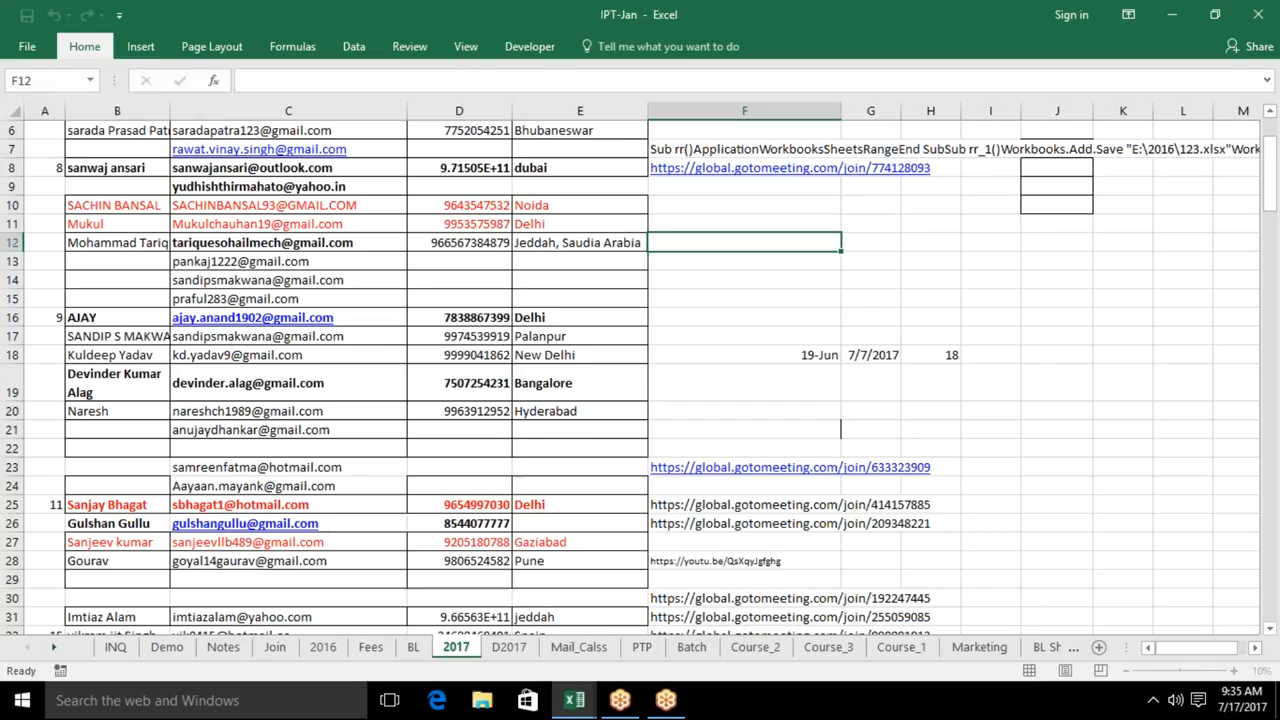 IPT-Jan - Excel
Sign in
File Home Insert Page Layout Formulas Data Review View Developer Tell me what you want to do Share
F12 fx
A B C D E F G H I J K L M
6 sarada Prasad Pat saradapatra123@gmail.com 7752054251 Bhubaneswar
7 rawat.vinay.singh@gmail.com Sub rr()ApplicationWorkbooksSheetsRangeEnd SubSub rr_1()Workbooks.Add.Save "E:\2016\123.xlsx"Work
8 8 sanwaj ansari sanwajansari@outlook.com 9.71505E+11 dubai https://global.gotomeeting.com/join/774128093
9 yudhishthirmahato@yahoo.in
10 SACHIN BANSAL SACHINBANSAL93@GMAIL.COM 9643547532 Noida
11 Mukul Mukulchauhan19@gmail.com 9953575987 Delhi
12 Mohammad Tariq tariquesohailmech@gmail.com 966567384879 Jeddah, Saudia Arabia
13 pankaj1222@gmail.com
14 sandipsmakwana@gmail.com
15 praful283@gmail.com
16 9 AJAY ajay.anand1902@gmail.com 7838867399 Delhi
17 SANDIP S MAKWA sandipsmakwana@gmail.com 9974539919 Palanpur
18 Kuldeep Yadav kd.yadav9@gmail.com 9999041862 New Delhi 19-Jun 7/7/2017 18
Devinder Kumar
19 Alag devinder.alag@gmail.com 7507254231 Bangalore
20 Naresh nareshch1989@gmail.com 9963912952 Hyderabad
21 anujaydhankar@gmail.com
22
23 samreenfatma@hotmail.com https://global.gotomeeting.com/join/633323909
24 Aayaan.mayank@gmail.com
25 11 Sanjay Bhagat sbhagat1@hotmail.com 9654997030 Delhi https://global.gotomeeting.com/join/414157885
26 Gulshan Gullu gulshangullu@gmail.com 8544077777 https://global.gotomeeting.com/join/209348221
27 Sanjeev kumar sanjeevllb489@gmail.com 9205180788 Gaziabad
28 Gourav goyal14gaurav@gmail.com 9806524582 Pune https://youtu.be/QsXqyJgfghg
29
30 https://global.gotomeeting.com/join/192247445
31 Imtiaz Alam imtiazalam@yahoo.com 9.66563E+11 jeddah https://global.gotomeeting.com/join/255059085
INQ Demo Notes Join 2016 Fees BL 2017 D2017 Mail_Calss PTP Batch Course_2 Course_3 Course_1 Marketing BL Sh ...
Ready 10%
Search the web and Windows
9:35 AM
7/17/2017